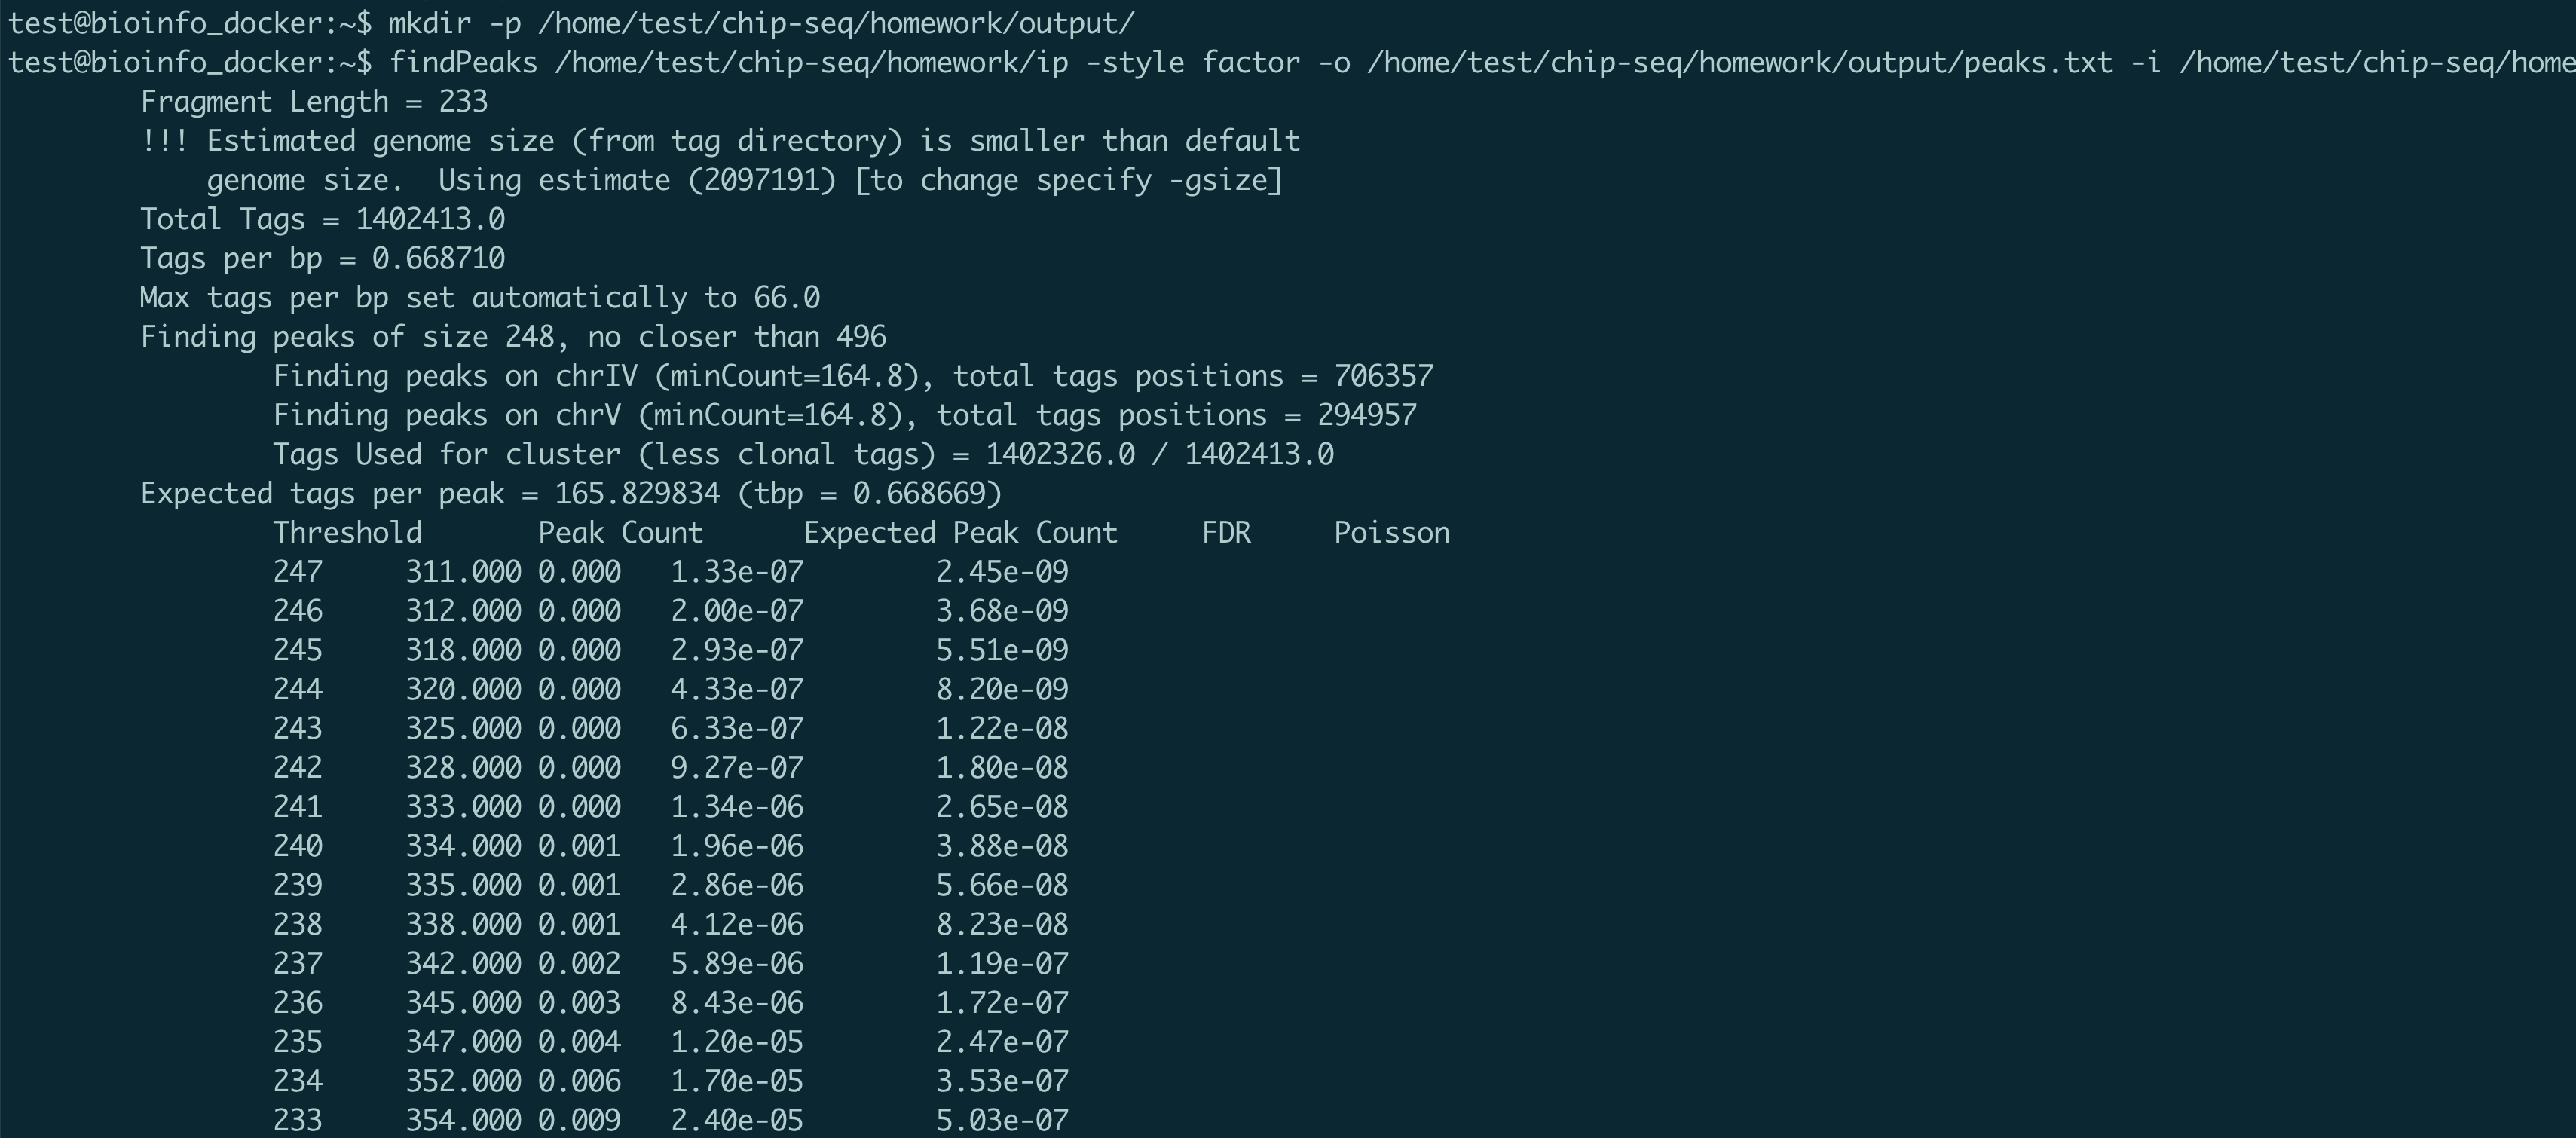 test@bioinfo_docker:~$ mkdir -p /home/test/chip-seq/homework/output/
test@bioinfo_docker:~$ findPeaks /home/test/chip-seq/homework/ip -style factor -o /home/test/chip-seq/homework/output/peaks.txt -i /home/test/chip-seq/home
Fragment Length = 233
!!! Estimated genome size (from tag directory) is smaller than default
genome size.  Using estimate (2097191) [to change specify -gsize]
Total Tags = 1402413.0
Tags per bp = 0.668710
Max tags per bp set automatically to 66.0
Finding peaks of size 248, no closer than 496
Finding peaks on chrIV (minCount=164.8), total tags positions = 706357
Finding peaks on chrV (minCount=164.8), total tags positions = 294957
Tags Used for cluster (less clonal tags) = 1402326.0 / 1402413.0
Expected tags per peak = 165.829834 (tbp = 0.668669)
Threshold Peak Count Expected Peak Count FDR Poisson
247 311.000 0.000 1.33e-07 2.45e-09
246 312.000 0.000 2.00e-07 3.68e-09
245 318.000 0.000 2.93e-07 5.51e-09
244 320.000 0.000 4.33e-07 8.20e-09
243 325.000 0.000 6.33e-07 1.22e-08
242 328.000 0.000 9.27e-07 1.80e-08
241 333.000 0.000 1.34e-06 2.65e-08
240 334.000 0.001 1.96e-06 3.88e-08
239 335.000 0.001 2.86e-06 5.66e-08
238 338.000 0.001 4.12e-06 8.23e-08
237 342.000 0.002 5.89e-06 1.19e-07
236 345.000 0.003 8.43e-06 1.72e-07
235 347.000 0.004 1.20e-05 2.47e-07
234 352.000 0.006 1.70e-05 3.53e-07
233 354.000 0.009 2.40e-05 5.03e-07